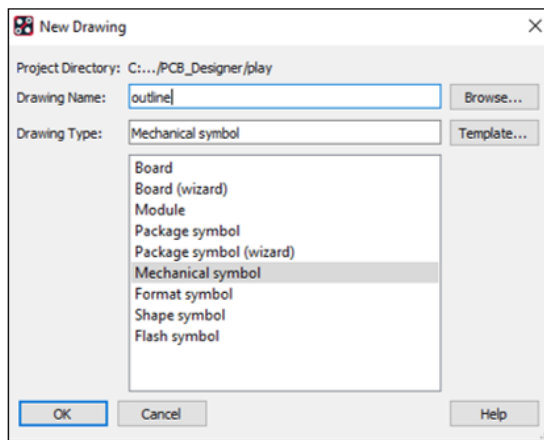 New Drawing
Project Directory: C:.../PCB_Designer/play
Drawing Name: outline Browse...
Drawing Type: Mechanical symbol Template...
Board
Board (wizard)
Module
Package symbol
Package symbol (wizard)
Mechanical symbol
Format symbol
Shape symbol
Flash symbol
OK Cancel Help